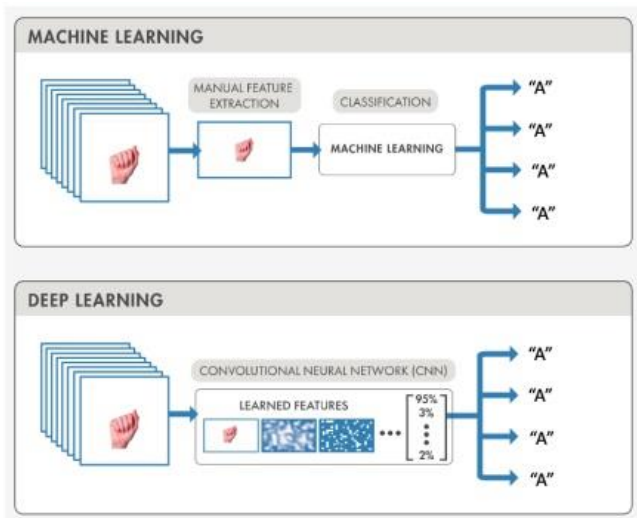 MACHINE LEARNING
MANUAL FEATURE
EXTRACTION
CLASSIFICATION
MACHINE LEARNING
“A”
“A”
“A”
“A”
DEEP LEARNING
CONVOLUTIONAL NEURAL NETWORK (CNN)
LEARNED FEATURES
95%
3%
2%
“A”
“A”
“A”
“A”